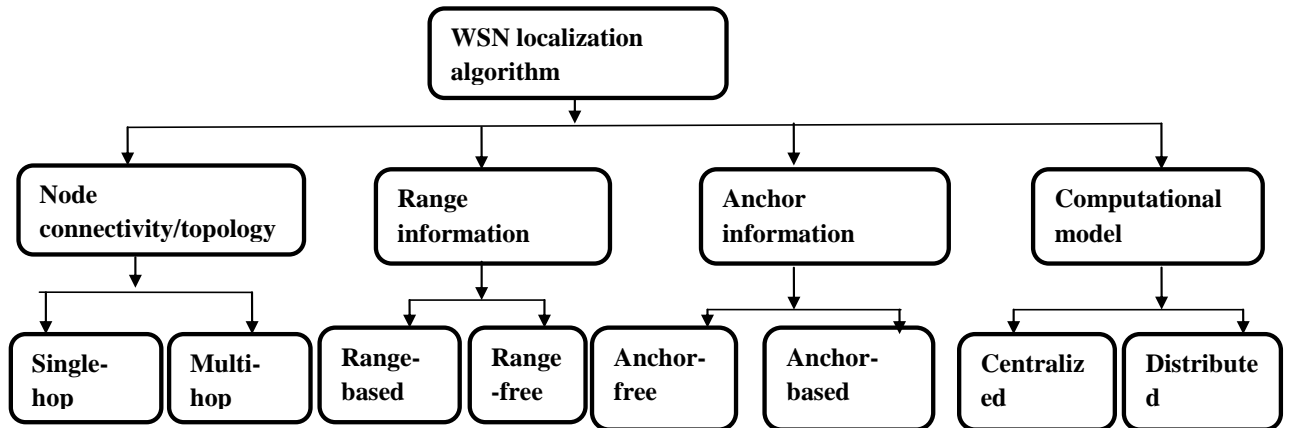 WSN localization
algorithm
Node
connectivity/topology
Range
information
Anchor
information
Computational
model
Single-
hop
Multi-
hop
Range-
based
Range
-free
Anchor-
free
Anchor-
based
Centraliz
ed
Distribute
d